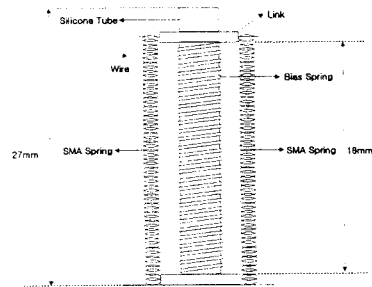 Silicone Tube
Link
Wire
Bias Spring
27mm
SMA Spring
SMA Spring
18mm